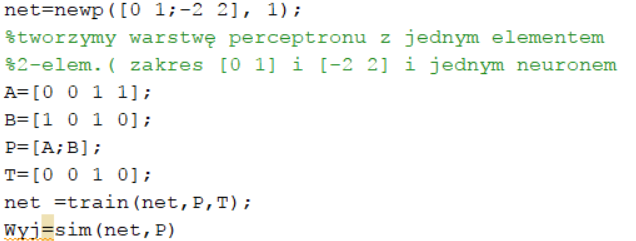 net=newp([0 1;-2 2], 1);
%tworzymy warstwę perceptronu z jednym elementem
%2-elem.( zakres [0 1] i [-2 2] i jednym neuronem
A=[0 0 1 1];
B=[1 0 1 0];
P=[A;B];
T=[0 0 1 0];
net =train(net,P,T);
Wyj=sim(net,P)